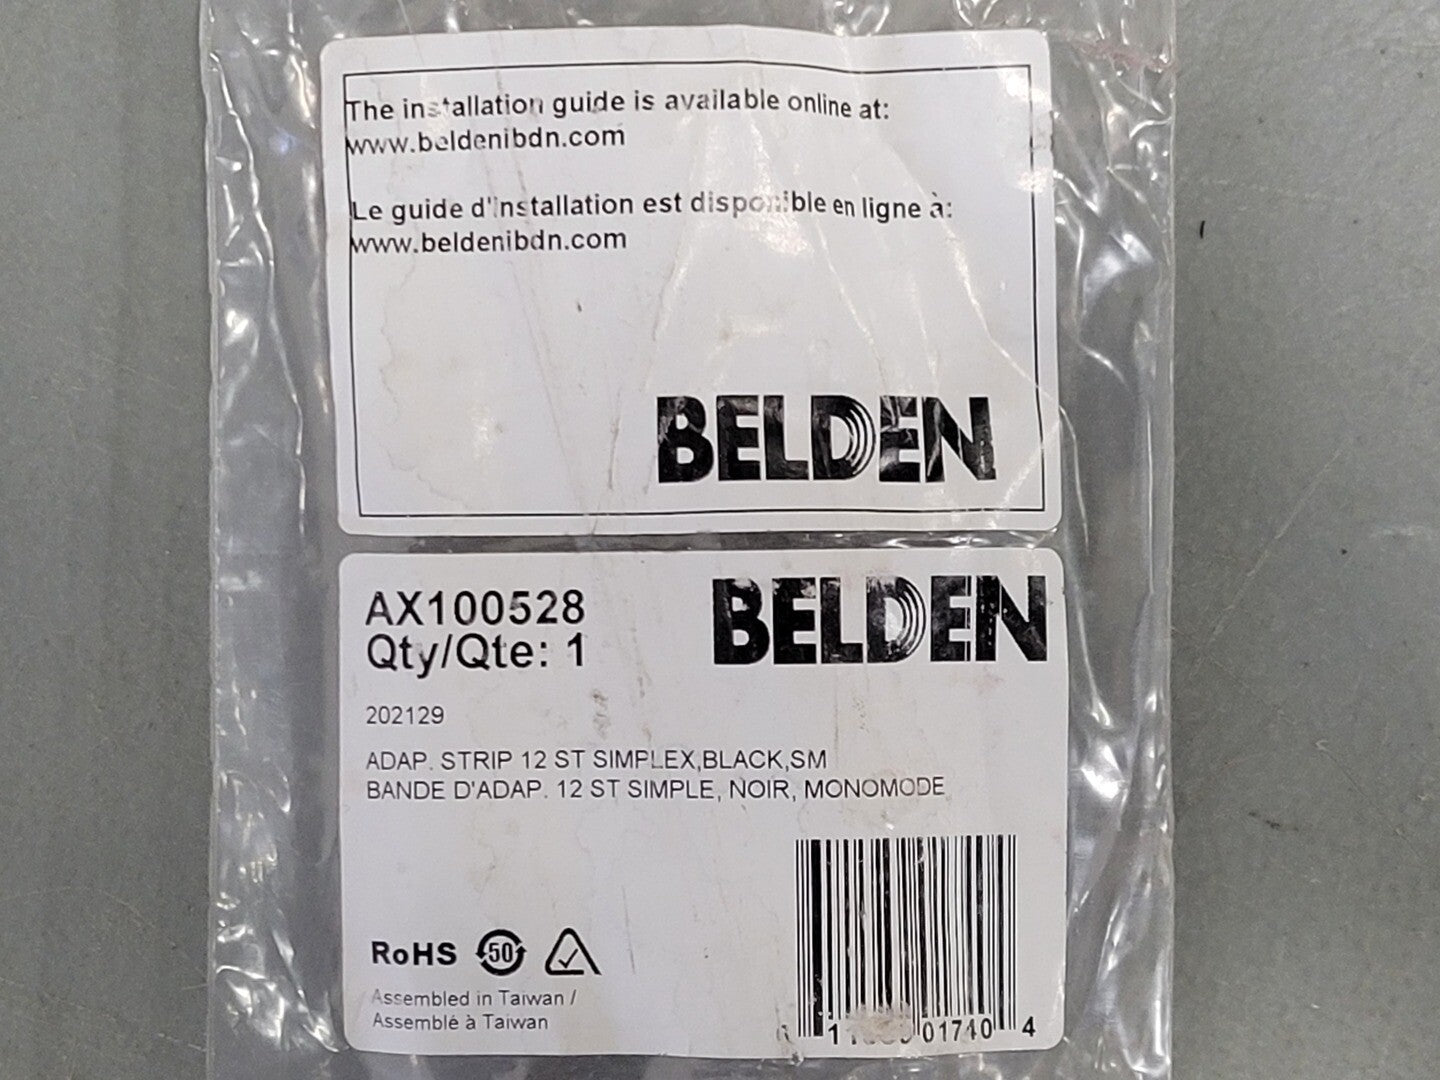 The installation guide is available online at:
www.beldenibdn.com
Le guide d'installation est disponible en ligne à:
www.beldenibdn.com
BELDEN
AX100528
Qty/Qte: 1
BELDEN
202129
ADAP. STRIP 12 ST SIMPLEX,BLACK,SM
BANDE D'ADAP. 12 ST SIMPLE, NOIR, MONOMODE
RoHS 50
Assembled in Taiwan /
Assemblé à Taiwan
01740 4